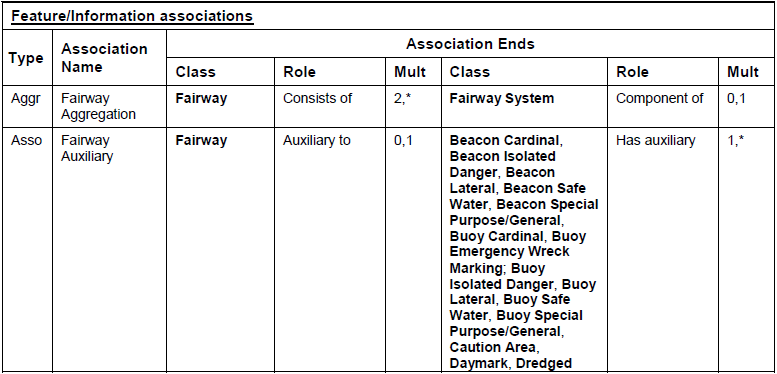 Feature/Information associations
Type
Association Name
Association Ends
Class
Role
Mult
Class
Role
Mult
Aggr
Fairway
Aggregation
Fairway
Consists of
2,*
Fairway System
Component of
0,1
Asso
Fairway
Auxiliary
Fairway
Auxiliary to
0,1
Beacon Cardinal,
Beacon Isolated
Danger, Beacon
Lateral, Beacon Safe
Water, Beacon Special
Purpose/General,
Buoy Cardinal, Buoy
Emergency Wreck
Marking; Buoy
Isolated Danger, Buoy
Lateral, Buoy Safe
Water, Buoy Special
Purpose/General,
Caution Area,
Daymark, Dredged
Has auxiliary
1,*